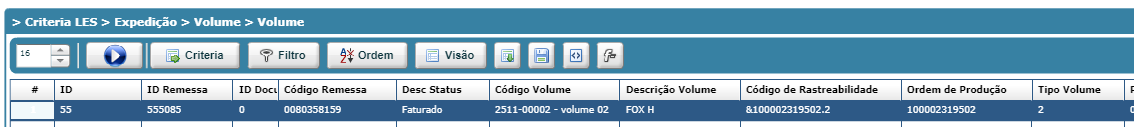 > Criteria LES > Expedição > Volume > Volume
16 Criteria Filtro Ordem Visão
# ID ID Remessa ID Docu Código Remessa Desc Status Código Volume Descrição Volume Código de Rastreabilidade Ordem de Produção Tipo Volume
55 555085 0 0080358159 Faturado 2511-00002 - volume 02 FOX H &100002319502.2 100002319502 2